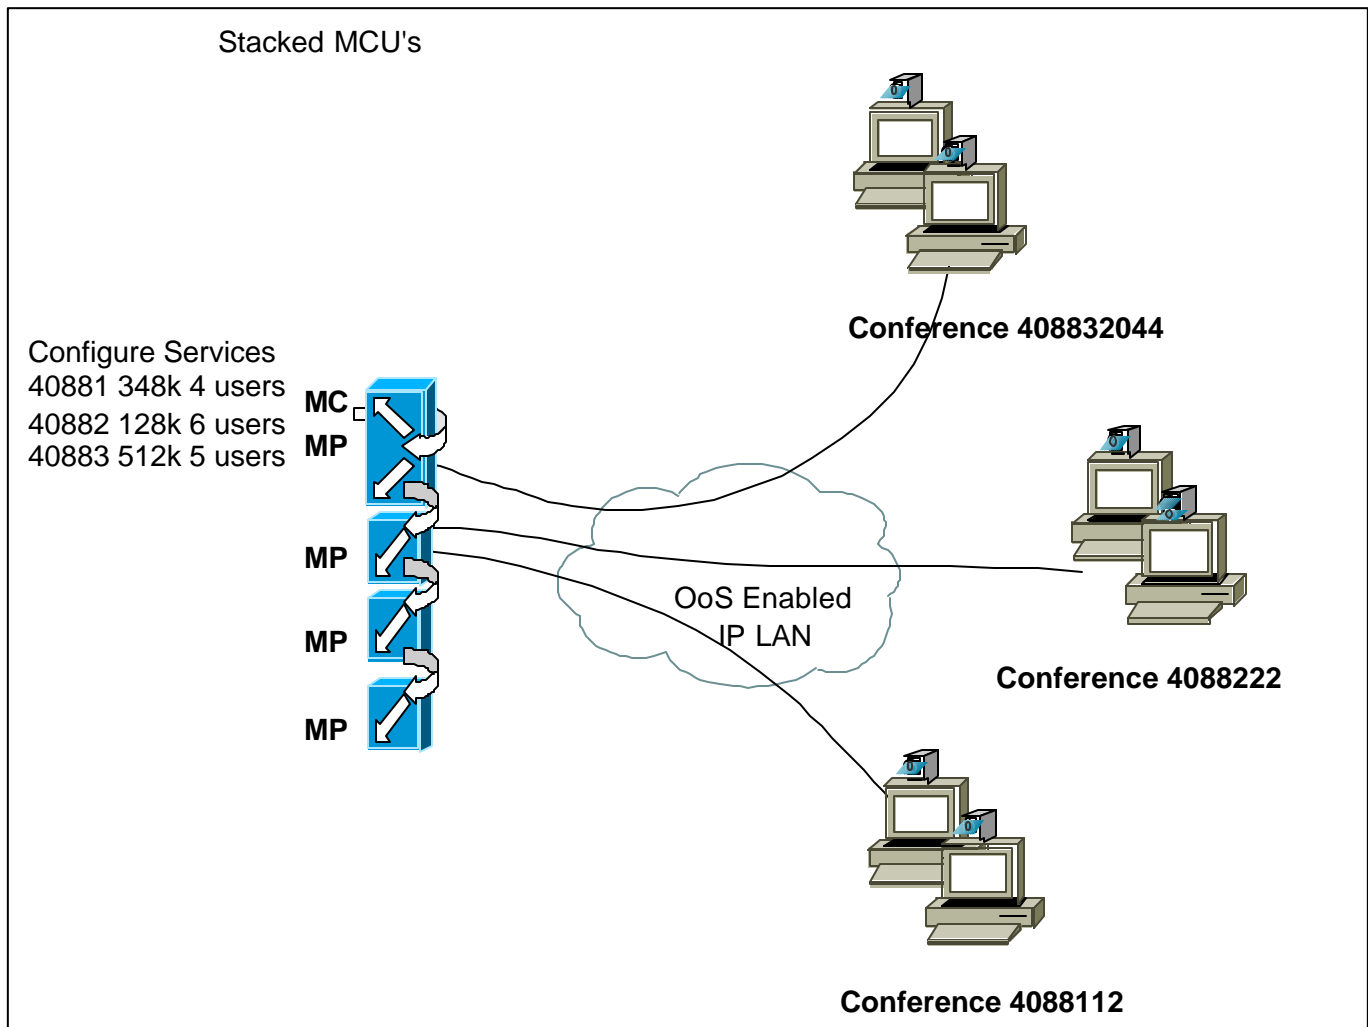 Stacked MCU's
Conference 408832044
Configure Services
40881 348k 4 users
40882 128k 6 users
40883 512k 5 users
MC
MP
MP
MP
MP
OoS Enabled
IP LAN
Conference 4088222
Conference 4088112